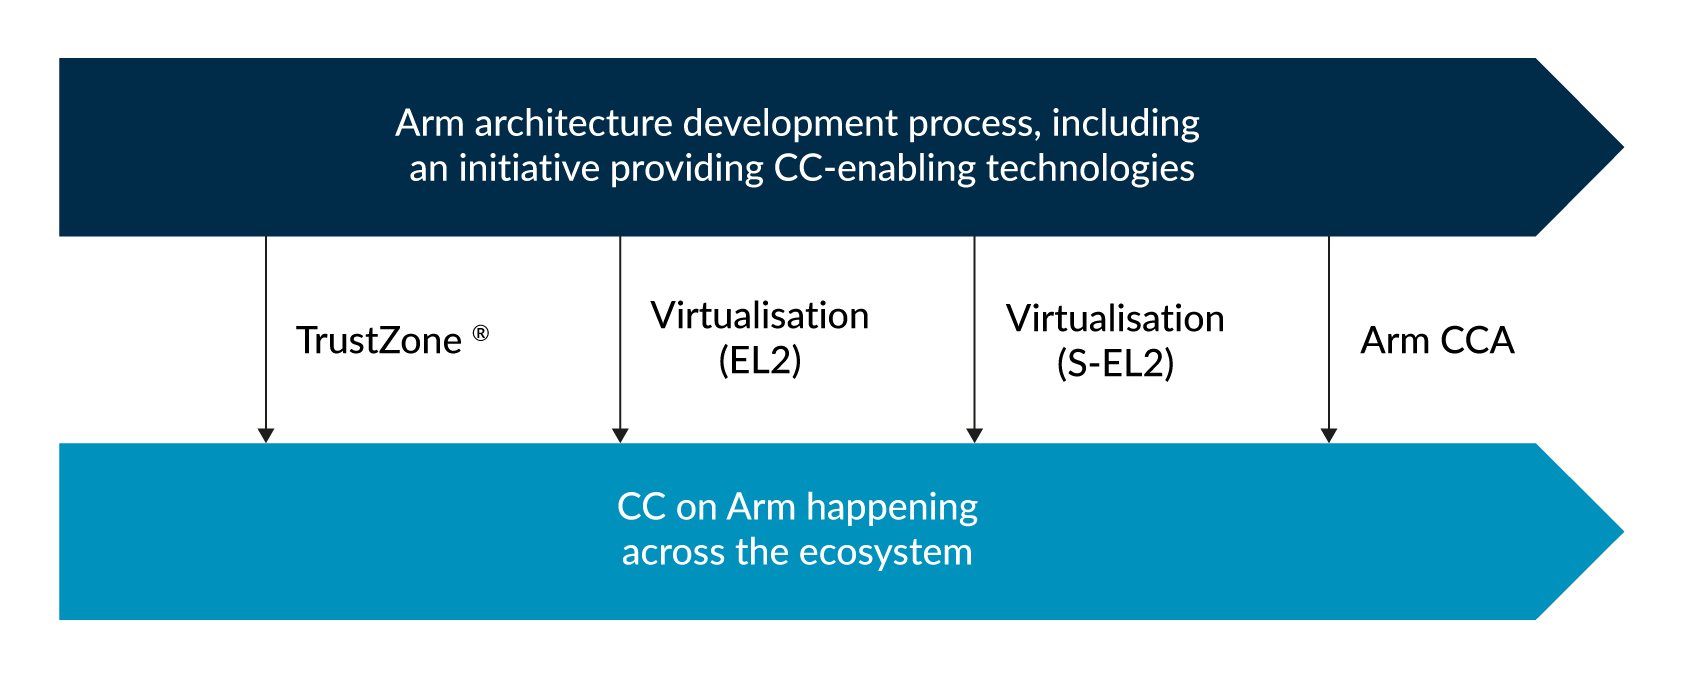 Arm architecture development process, including
an initiative providing CC-enabling technologies
TrustZone ®
Virtualisation
(EL2)
Virtualisation
(S-EL2)
Arm CCA
CC on Arm happening
across the ecosystem